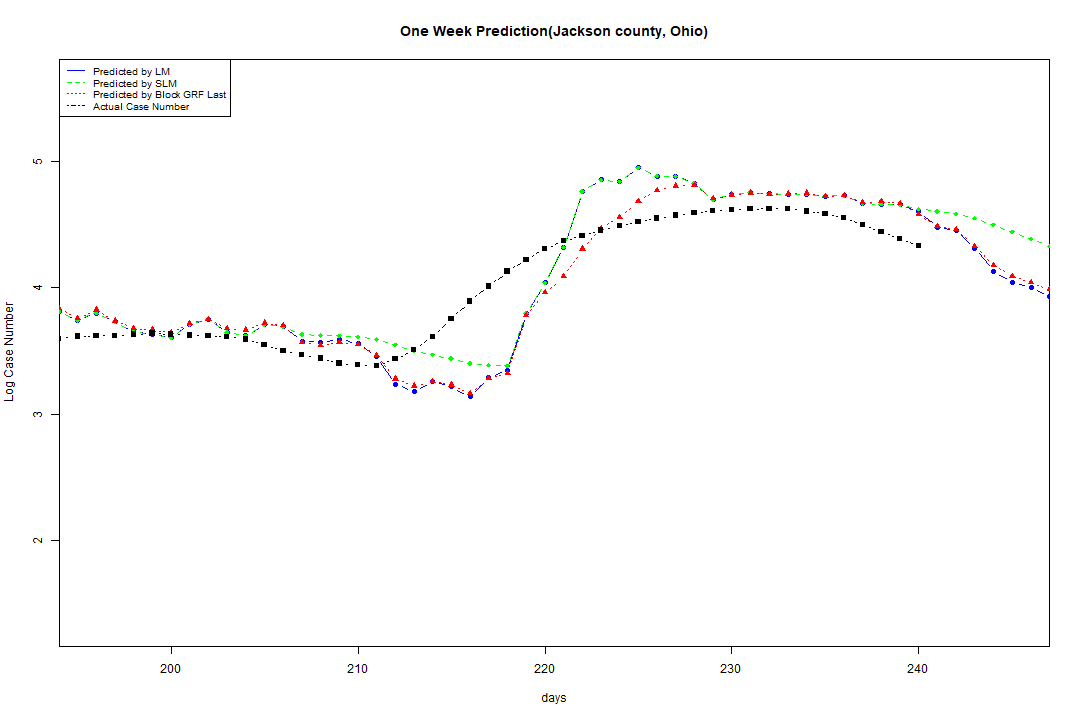 One Week Prediction(Jackson county, Ohio)
Predicted by LM
Predicted by SLM
Predicted by Block GRF Last
Actual Case Number
Log Case Number
5
4
3
2
200 210 220 230 240
days